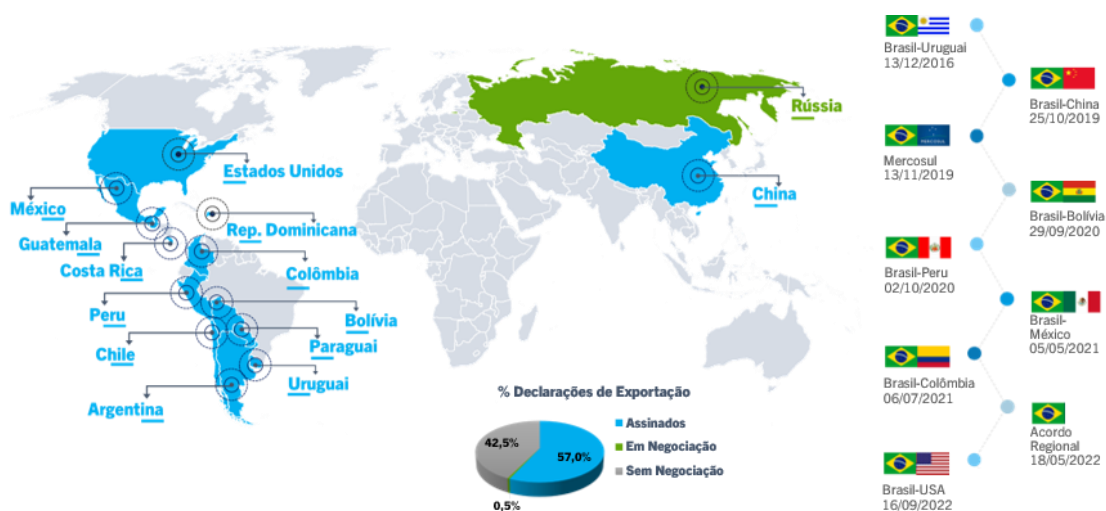 Rússia
Estados Unidos
China
México
Rep. Dominicana
Guatemala
Costa Rica
Colômbia
Peru
Bolívia
Chile
Paraguai
Uruguai
Argentina
% Declarações de Exportação
42,5%
57,0%
0,5%
Assinados
Em Negociação
Sem Negociação
Brasil-Uruguai
13/12/2016
Brasil-China
25/10/2019
MERCOSUL
Mercosul
13/11/2019
Brasil-Bolívia
29/09/2020
Brasil-Peru
02/10/2020
Brasil-
México
05/05/2021
Brasil-Colômbia
06/07/2021
Acordo
Regional
18/05/2022
Brasil-USA
16/09/2022